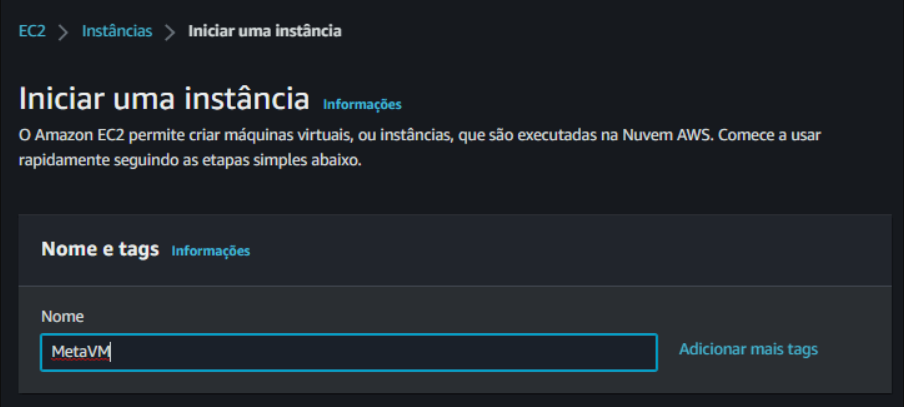 EC2 > Instâncias > Iniciar uma instância
Iniciar uma instância Informações
O Amazon EC2 permite criar máquinas virtuais, ou instâncias, que são executadas na Nuvem AWS. Comece a usar
rapidamente seguindo as etapas simples abaixo.
Nome e tags Informações
Nome
MetaVM Adicionar mais tags